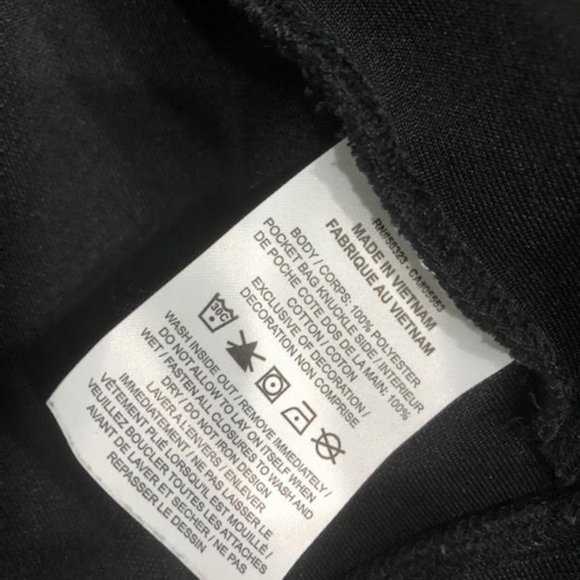 RN#56323 - CA#05553
MADE IN VIETNAM
FABRIQUE AU VIETNAM
BODY / CORPS: 100% POLYESTER
POCKET BAG KNUCKLE SIDE / INTERIEUR
DE POCHE COTE DOS DE LA MAIN: 100%
COTTON / COTON
EXCLUSIVE OF DECORATION /
DECORATION NON COMPRISE
30C
WASH INSIDE OUT / REMOVE IMMEDIATELY /
DO NOT ALLOW TO LAY ON ITSELF WHEN
WET / FASTEN ALL CLOSURES TO WASH AND
DRY / DO NOT IRON DESIGN
LAVER À L'ENVERS / ENLEVER
IMMÉDIATEMENT / NE PAS LAISSER LE
VÊTEMENT PLIÉ LORSQU'IL EST MOUILLÉ /
VEUILLEZ BOUCLER TOUTES LES ATTACHES
AVANT DE LAVER ET SÉCHER / NE PAS
REPASSER LE DESSIN